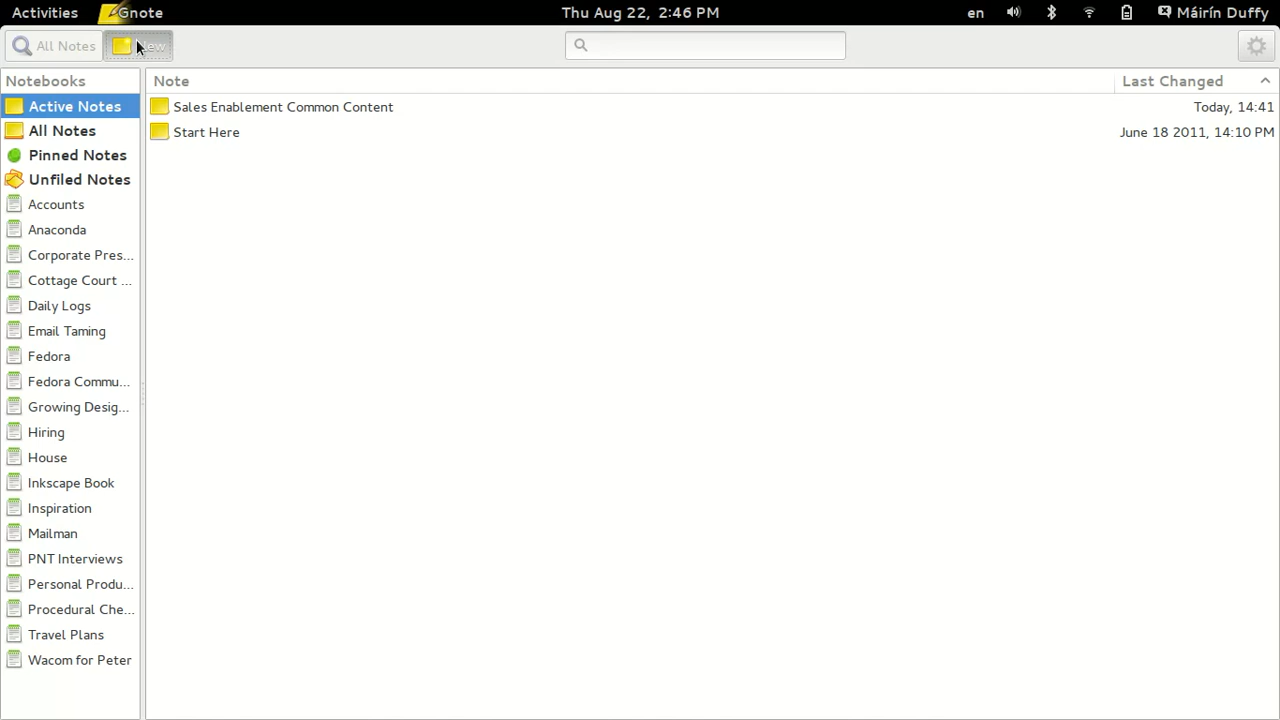 Activities Gnote Thu Aug 22, 2:46 PM en Máirín Duffy
All Notes New
Notebooks Note Last Changed
Active Notes Sales Enablement Common Content Today, 14:41
All Notes Start Here June 18 2011, 14:10 PM
Pinned Notes
Unfiled Notes
Accounts
Anaconda
Corporate Pres...
Cottage Court ...
Daily Logs
Email Taming
Fedora
Fedora Commu...
Growing Desig...
Hiring
House
Inkscape Book
Inspiration
Mailman
PNT Interviews
Personal Produ...
Procedural Che...
Travel Plans
Wacom for Peter